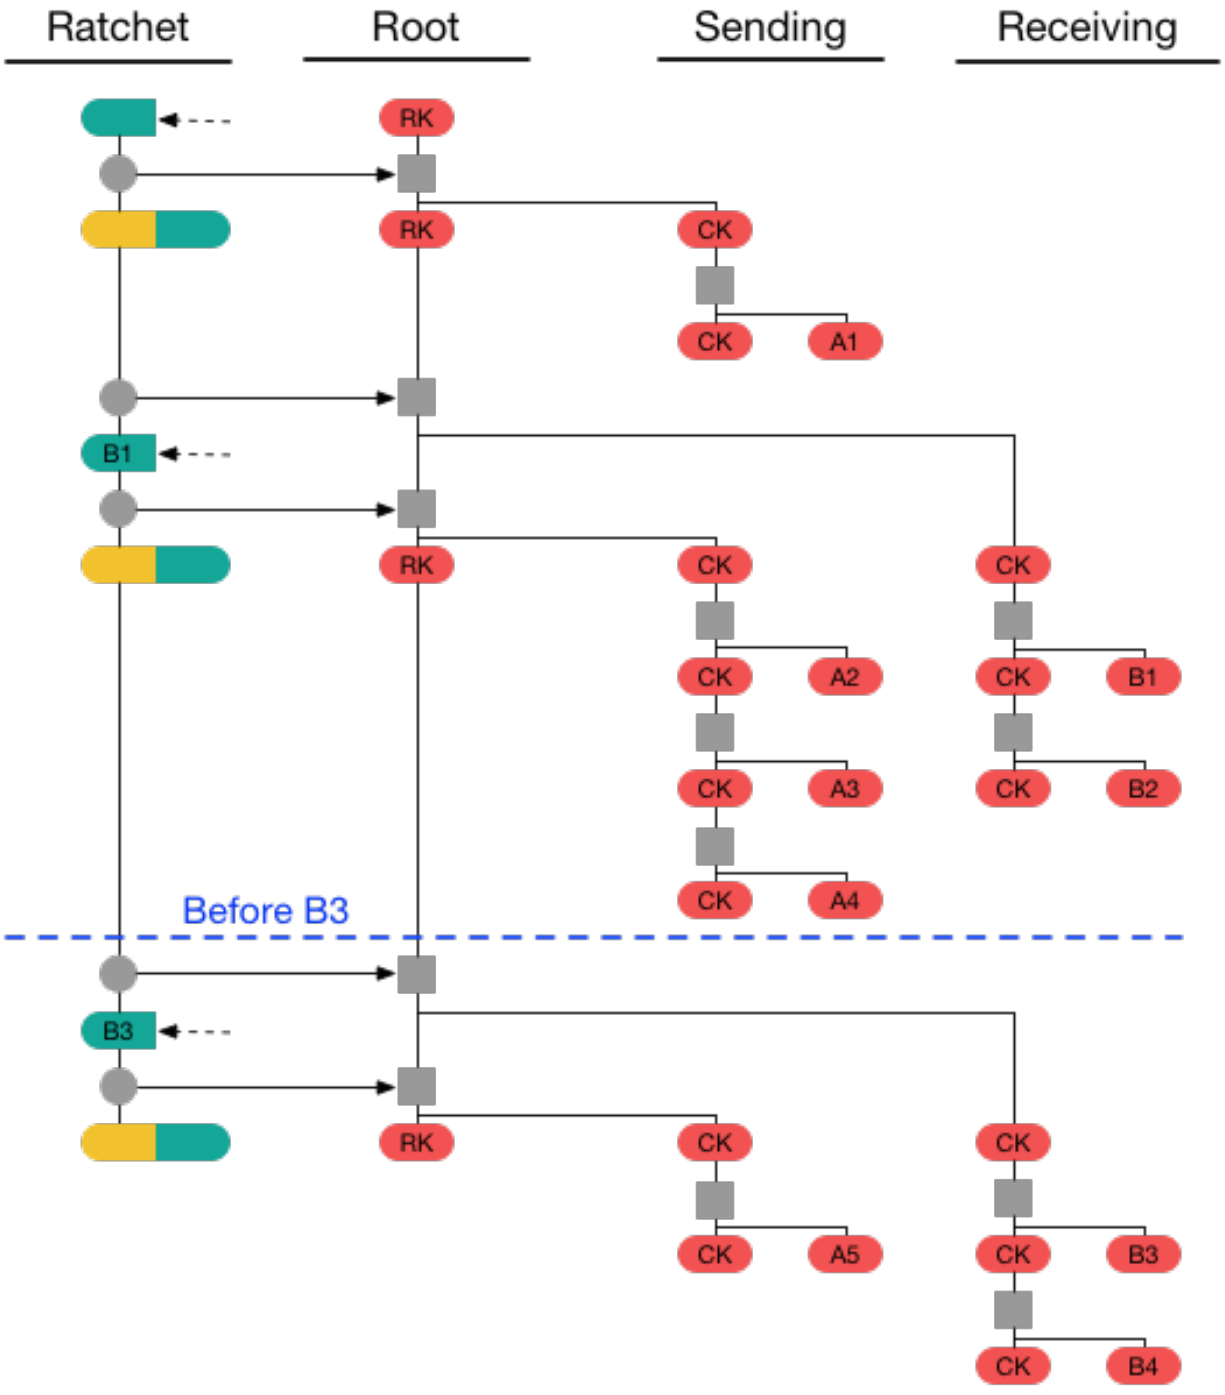 Ratchet Root Sending Receiving
RK
RK CK
CK A1
B1
RK CK CK
CK A2 CK B1
CK A3 CK B2
CK A4
Before B3
B3
RK CK CK
CK A5 CK B3
CK B4